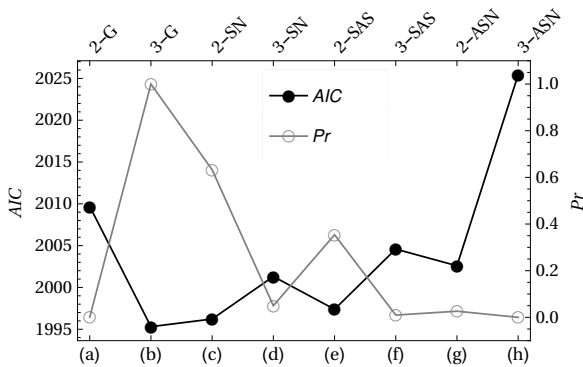 2–G 3–G 2–SN 3–SN 2–SAS 3–SAS 2–ASN 3–ASN
2025
2020
2015
2010
2005
2000
1995
AIC
AIC
Pr
1.0
0.8
0.6
0.4
0.2
0.0
Pr
(a) (b) (c) (d) (e) (f) (g) (h)